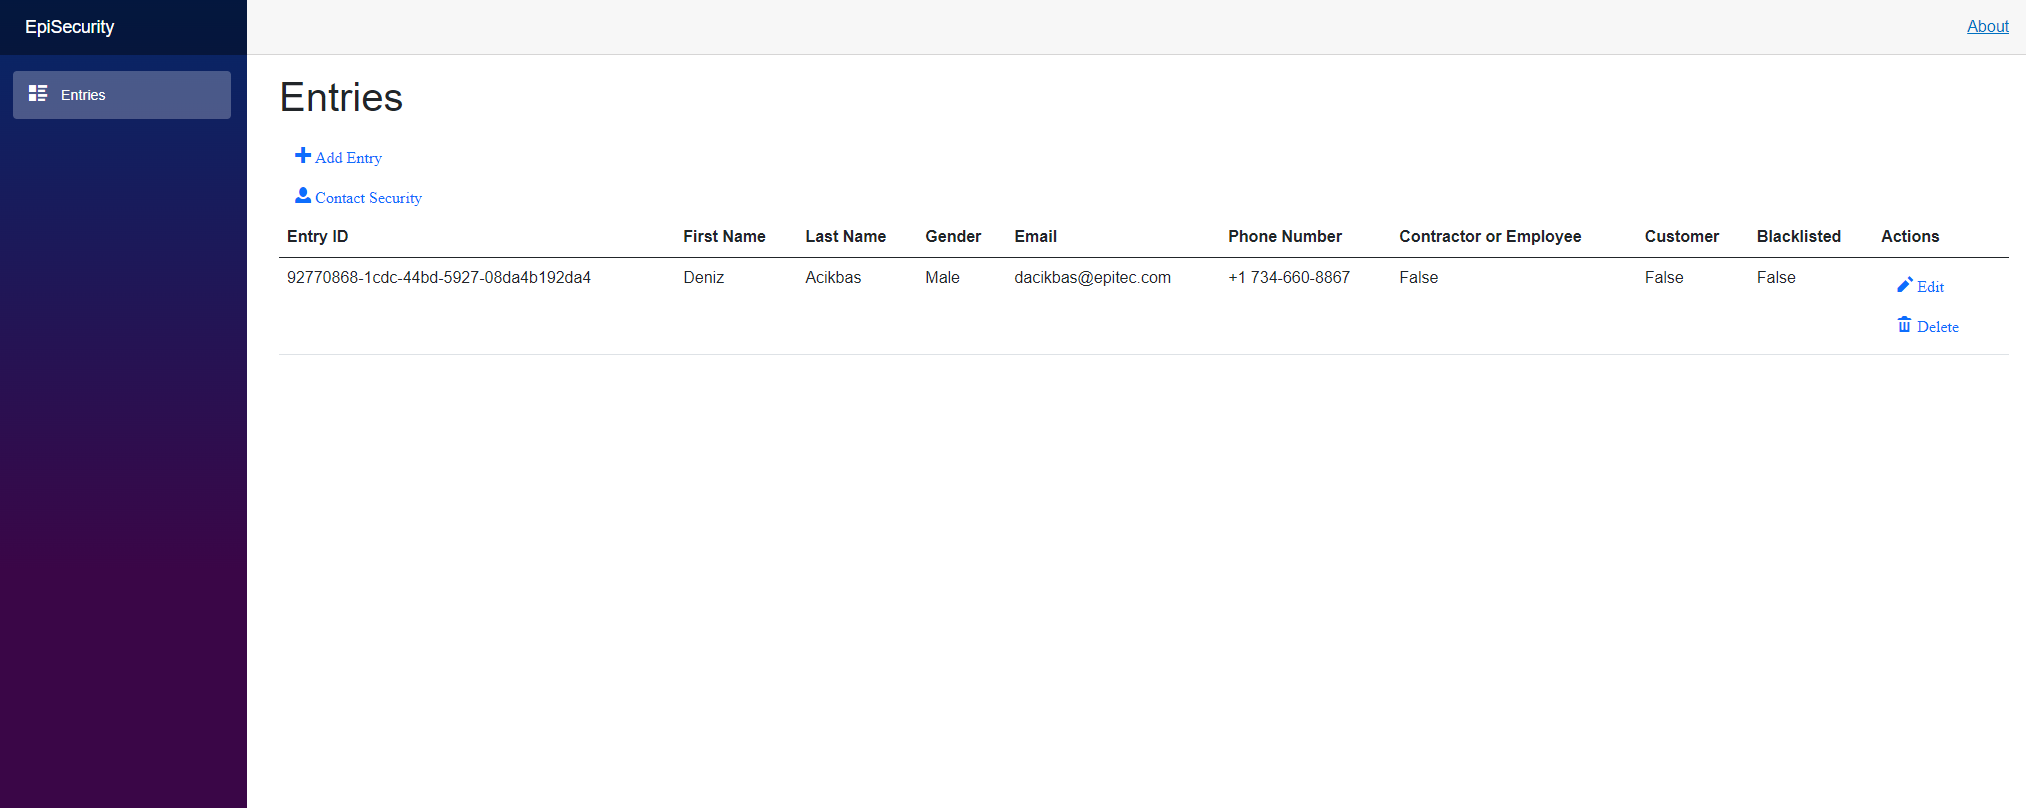 EpiSecurity
About
Entries
Entries
Add Entry
Contact Security
Entry ID First Name Last Name Gender Email Phone Number Contractor or Employee Customer Blacklisted Actions
92770868-1cdc-44bd-5927-08da4b192da4 Deniz Acikbas Male dacikbas@epitec.com +1 734-660-8867 False False False Edit
Delete